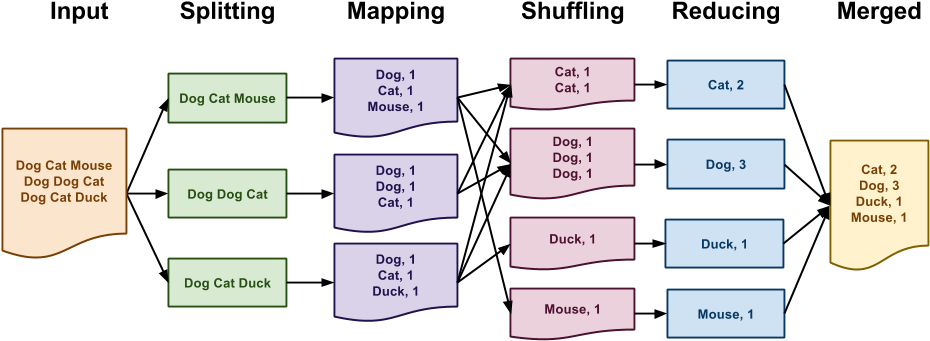 Input
Splitting
Mapping
Shuffling
Reducing
Merged
Dog Cat Mouse
Dog Dog Cat
Dog Cat Duck
Dog Cat Mouse
Dog Dog Cat
Dog Cat Duck
Dog, 1
Cat, 1
Mouse, 1
Dog, 1
Dog, 1
Cat, 1
Dog, 1
Cat, 1
Duck, 1
Cat, 1
Cat, 1
Dog, 1
Dog, 1
Dog, 1
Duck, 1
Mouse, 1
Cat, 2
Dog, 3
Duck, 1
Mouse, 1
Cat, 2
Dog, 3
Duck, 1
Mouse, 1